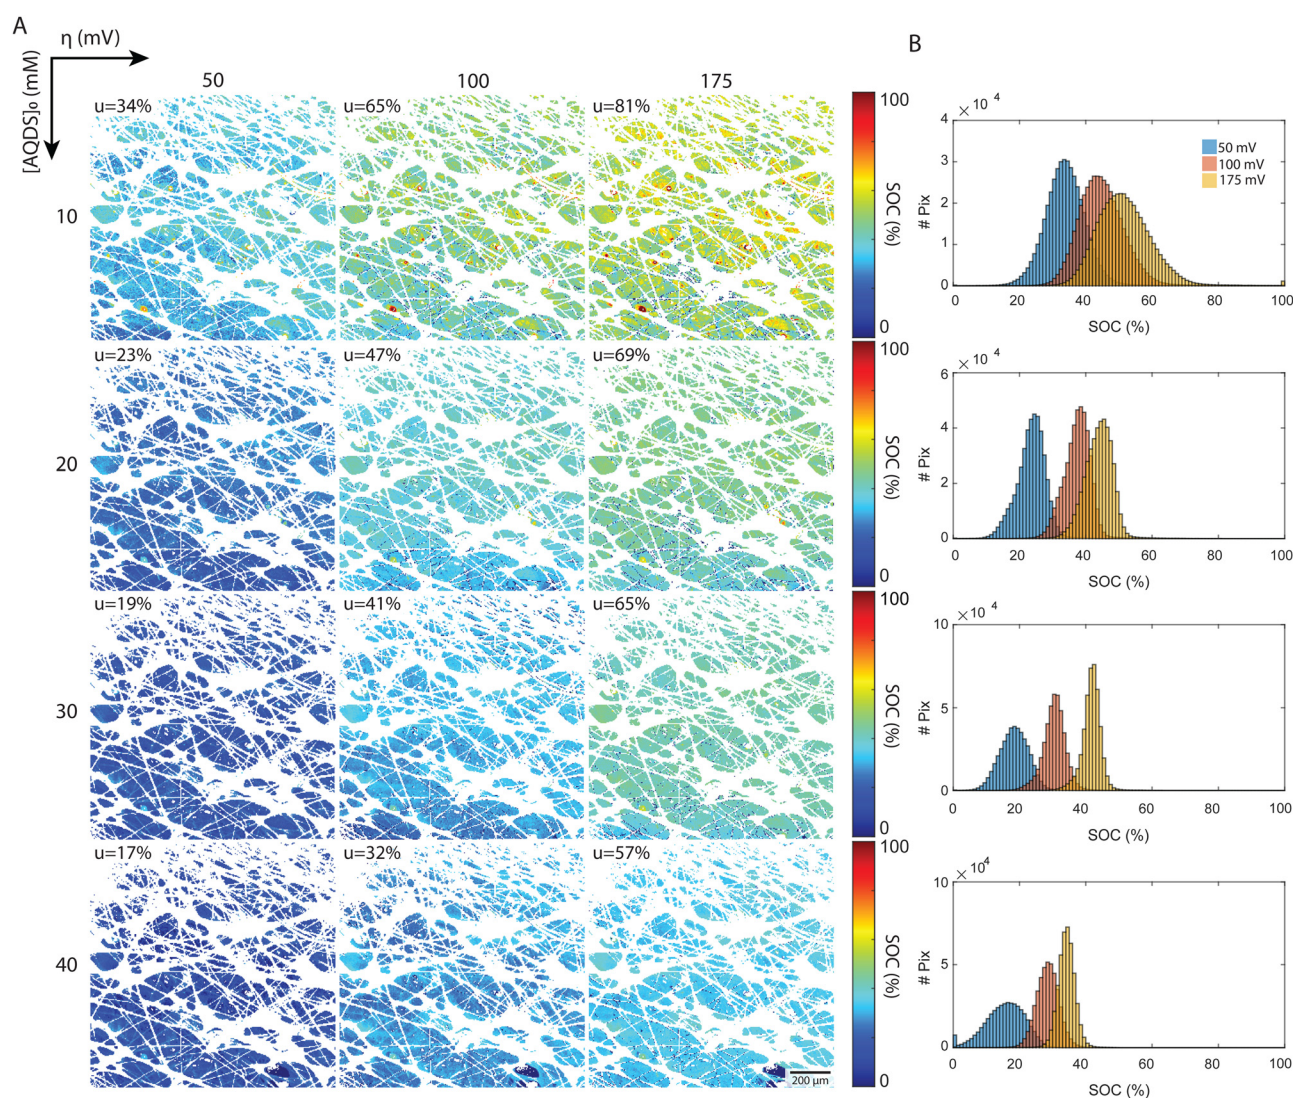 A
η (mV)
[AQDS]₀ (mM)
50
100
175
10
u=34%
u=65%
u=81%
100
SOC (%)
0
20
u=23%
u=47%
u=69%
100
SOC (%)
0
30
u=19%
u=41%
u=65%
100
SOC (%)
0
40
u=17%
u=32%
u=57%
100
SOC (%)
0
200 µm
B
× 10⁴
4
3
2
1
0
# Pix
50 mV
100 mV
175 mV
0 20 40 60 80 100
SOC (%)
× 10⁴
6
4
2
0
# Pix
0 20 40 60 80 100
SOC (%)
× 10⁴
10
5
0
# Pix
0 20 40 60 80 100
SOC (%)
× 10⁴
10
5
0
# Pix
0 20 40 60 80 100
SOC (%)